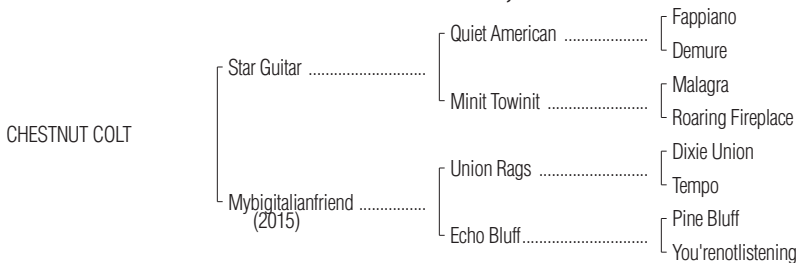 Fappiano
Quiet American ..................
Demure
Star Guitar ...........................
Malagra
Minit Towinit .......................
Roaring Fireplace
CHESTNUT COLT
Dixie Union
Union Rags .........................
Tempo
Mybigitalianfriend ................
(2015)
Pine Bluff
Echo Bluff.............................
You'renotlistening